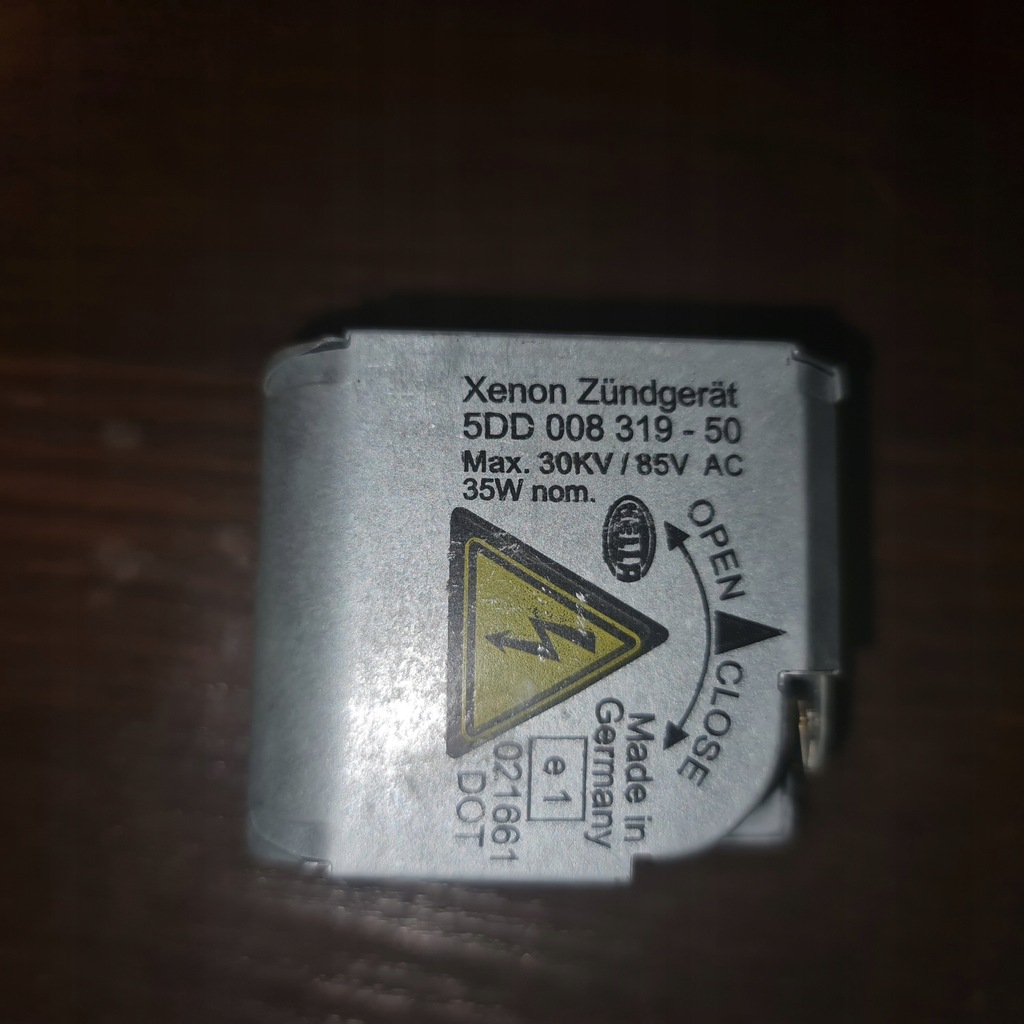 Xenon Zündgerät
5DD 008 319 - 50
Max. 30KV / 85V AC
35W nom.
HELLA
OPEN
CLOSE
Made in
Germany
e 1
021661
DOT